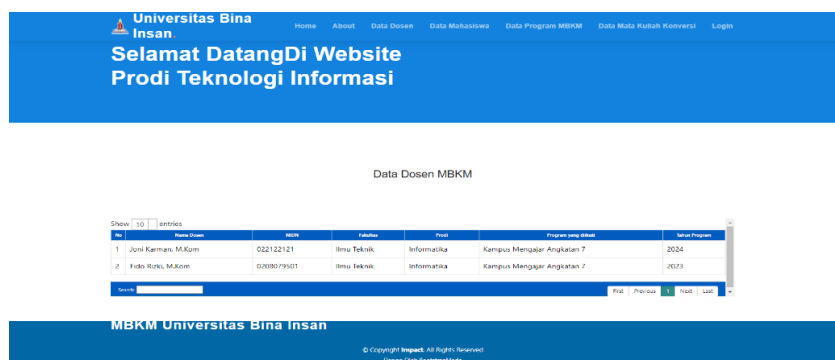 Universitas Bina Insan.
Home About Data Dosen Data Mahasiswa Data Program MBKM Data Mata Kuliah Konversi Login
Selamat DatangDi Website
Prodi Teknologi Informasi
Data Dosen MBKM
Show 10 entries
No Nama Dosen NIDN Fakultas Prodi Program yang diikuti Tahun Program
1 Joni Karman, M.Kom 022122121 Ilmu Teknik Informatika Kampus Mengajar Angkatan 7 2024
2 Fido Rizki, M.Kom 0208079501 Ilmu Teknik Informatika Kampus Mengajar Angkatan 7 2023
Search: First Previous 1 Next Last
MBKM Universitas Bina Insan
© Copyright Impact. All Rights Reserved